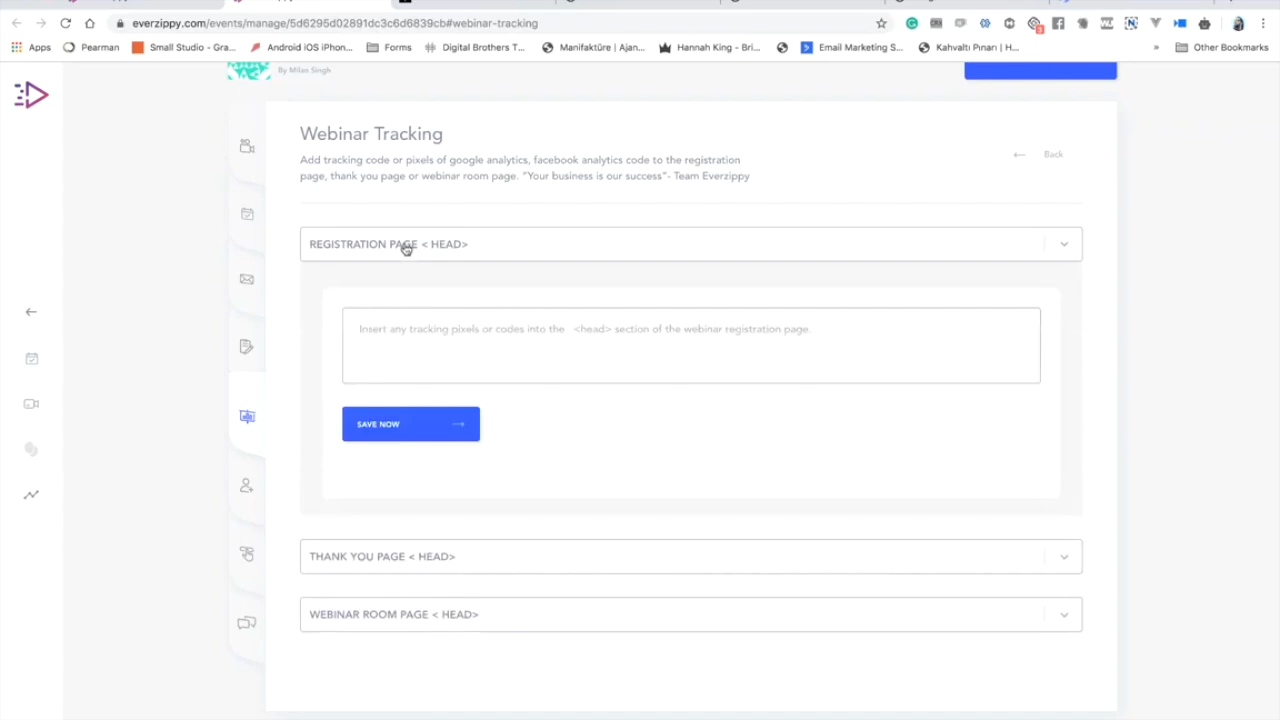 everzippy.com/events/manage/5d6295d02891dc3c6d6839cb#webinar-tracking
3
Apps
Pearman
Small Studio - Gra...
Android iOS iPhon...
Forms
Digital Brothers T...
Manifaktüre | Ajan...
Hannah King - Bri...
Email Marketing S...
Kahvaltı Pınarı | H...
»
Other Bookmarks
By Milan Singh
Webinar Tracking
Add tracking code or pixels of google analytics, facebook analytics code to the registration
page, thank you page or webinar room page. "Your business is our success"- Team Everzippy
← Back
REGISTRATION PAGE < HEAD>
Insert any tracking pixels or codes into the <head> section of the webinar registration page.
SAVE NOW →
THANK YOU PAGE < HEAD>
WEBINAR ROOM PAGE < HEAD>